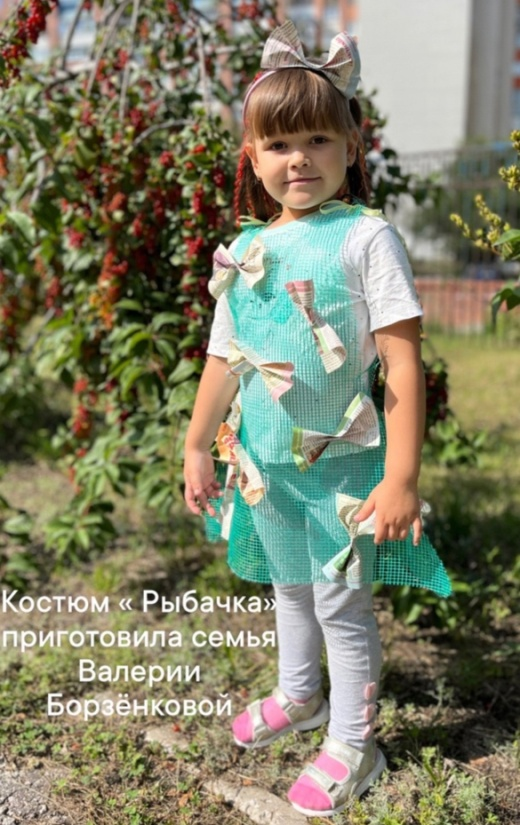 Костюм « Рыбачка»
приготовила семья
Валерии
Борзёнковой